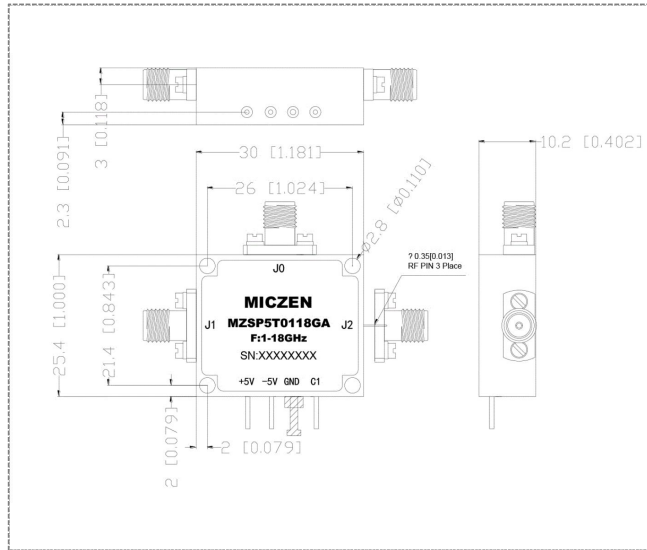 3 [0.118]
2.3 [0.091]
30 [1.181]
26 [1.024]
Ø2.8 [Ø0.110]
10.2 [0.402]
25.4 [1.000]
21.4 [0.843]
? 0.35[0.013]
RF PIN 3 Place
J0
MICZEN
J1 MZSP5T0118GA J2
F:1-18GHz
SN:XXXXXXXX
+5V -5V GND C1
2 [0.079]
2 [0.079]